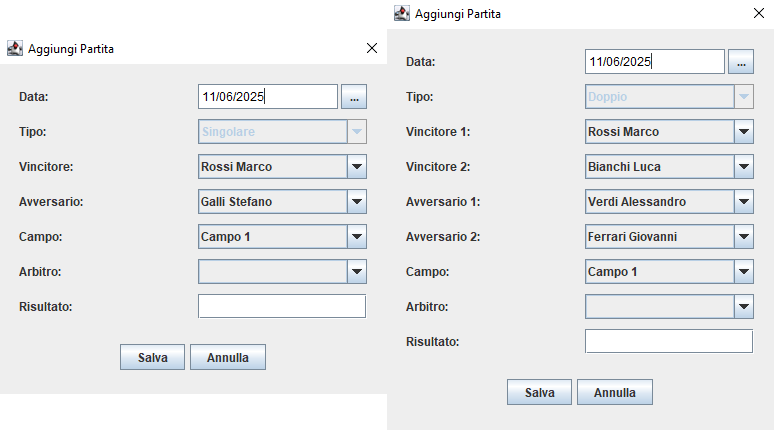 Aggiungi Partita
Data: 11/06/2025 ...
Tipo: Singolare
Vincitore: Rossi Marco
Avversario: Galli Stefano
Campo: Campo 1
Arbitro:
Risultato:
Salva Annulla
Aggiungi Partita
Data: 11/06/2025 ...
Tipo: Doppio
Vincitore 1: Rossi Marco
Vincitore 2: Bianchi Luca
Avversario 1: Verdi Alessandro
Avversario 2: Ferrari Giovanni
Campo: Campo 1
Arbitro:
Risultato:
Salva Annulla